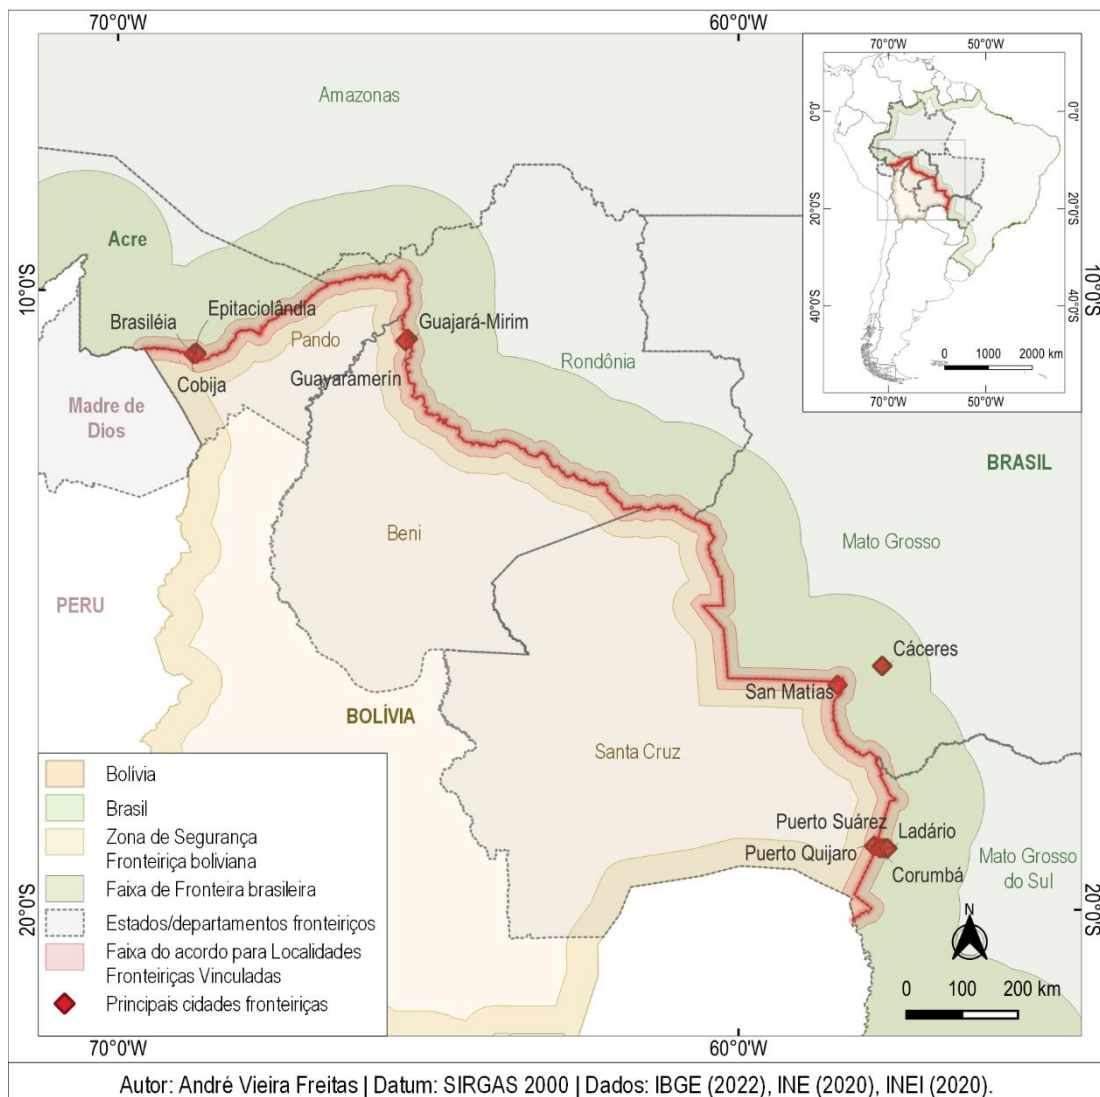 70°0'W
60°0'W
Amazonas
Acre
10°0'S
Epitaciolândia
Brasiléia
Cobija
Pando
Guajará-Mirim
Guayaramerín
Rondônia
Madre de
Dios
BRASIL
Beni
Mato Grosso
PERU
Cáceres
San Matías
BOLÍVIA
Santa Cruz
Puerto Suárez
Ladário
Puerto Quijaro
Corumbá
Mato Grosso
do Sul
20°0'S
70°0'W
50°0'W
0°0'
0°0'
20°0'S
20°0'S
40°0'S
40°0'S
0
1000
2000 km
70°0'W
50°0'W
10°0'S
Bolívia
Brasil
Zona de Segurança
Fronteiriça boliviana
Faixa de Fronteira brasileira
Estados/departamentos fronteiriços
Faixa do acordo para Localidades
Fronteiriças Vinculadas
Principais cidades fronteiriças
N
0
100
200 km
20°0'S
70°0'W
60°0'W
Autor: André Vieira Freitas | Datum: SIRGAS 2000 | Dados: IBGE (2022), INE (2020), INEI (2020).